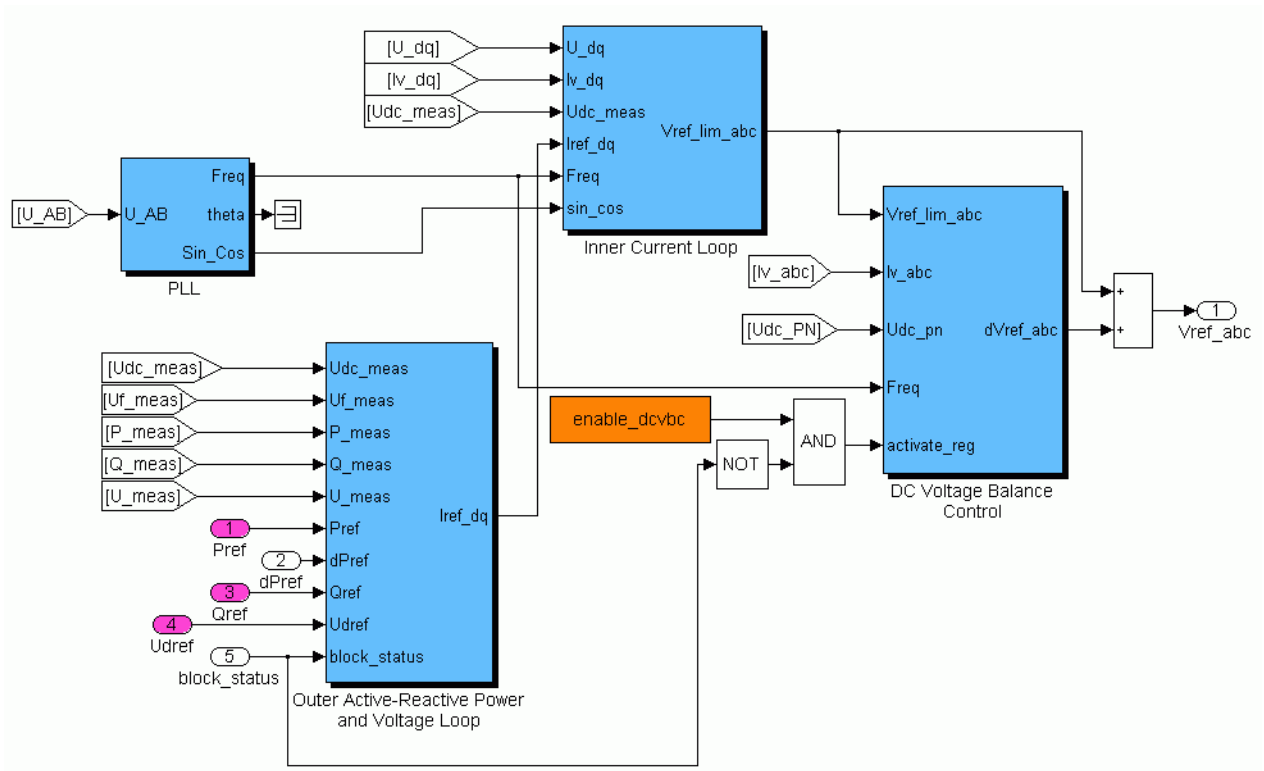 [U_dq]
[Iv_dq]
[Udc_meas]
U_dq
Iv_dq
Udc_meas
Iref_dq
Freq
sin_cos
Vref_lim_abc
Inner Current Loop
[U_AB]
U_AB
Freq
theta
Sin_Cos
PLL
[Iv_abc]
[Udc_PN]
Vref_lim_abc
Iv_abc
Udc_pn
Freq
activate_reg
dVref_abc
DC Voltage Balance
Control
+
+
1
Vref_abc
enable_dcvbc
NOT
AND
[Udc_meas]
[Uf_meas]
[P_meas]
[Q_meas]
[U_meas]
1
Pref
2
dPref
3
Qref
4
Udref
5
block_status
Udc_meas
Uf_meas
P_meas
Q_meas
U_meas
Pref
dPref
Qref
Udref
block_status
Iref_dq
Outer Active-Reactive Power
and Voltage Loop